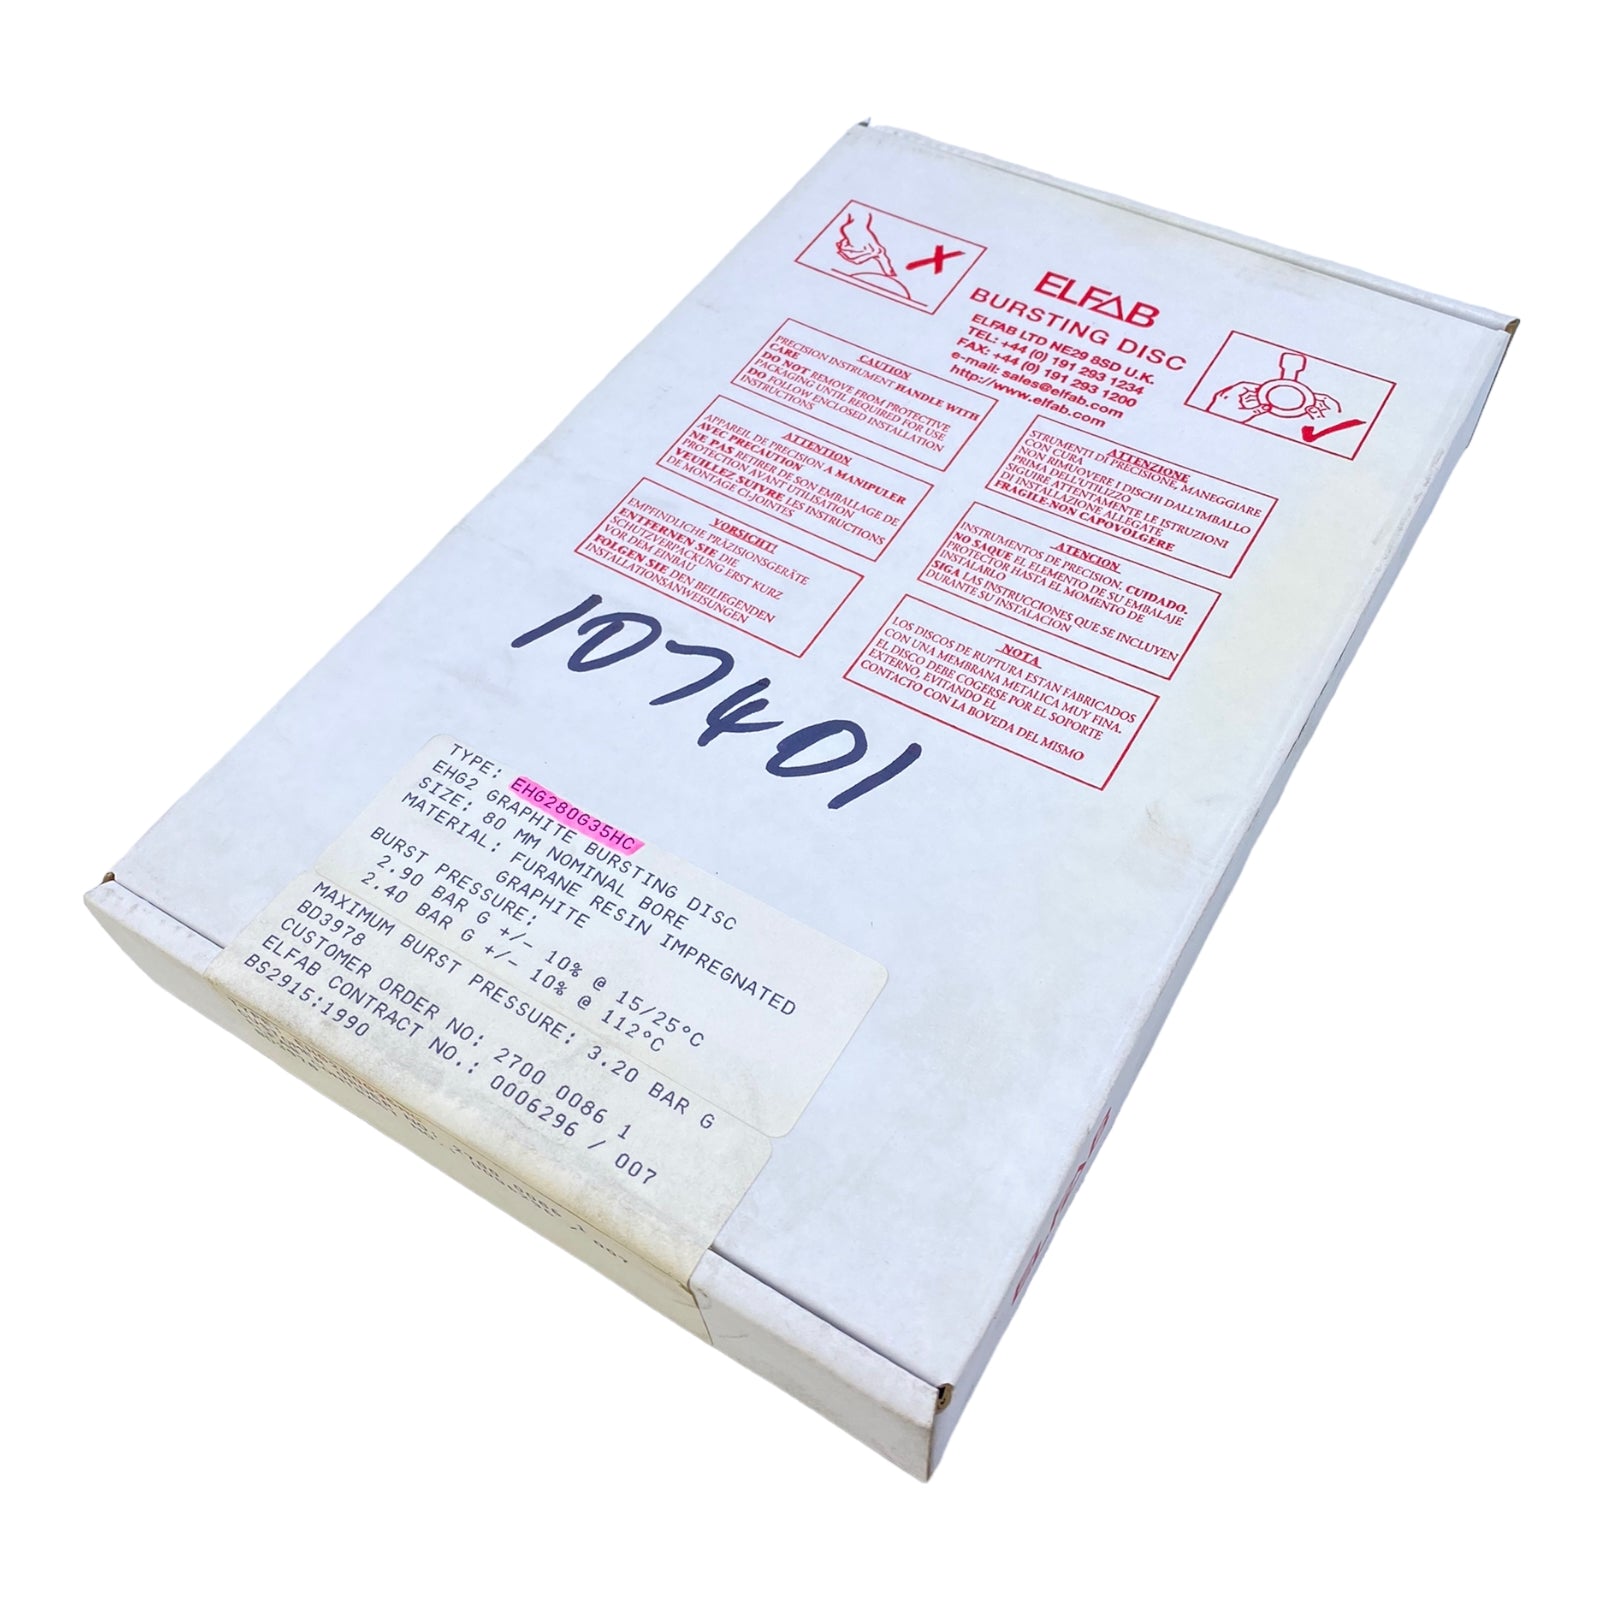 ELFAB
BURSTING DISC
ELFAB LTD NE29 8SD U.K.
TEL: +44 (0) 191 293 1234
FAX: +44 (0) 191 293 1200
e-mail: sales@elfab.com
http://www.elfab.com
CAUTION
PRECISION INSTRUMENT HANDLE WITH
CARE
DO NOT REMOVE FROM PROTECTIVE
PACKAGING UNTIL REQUIRED FOR USE
DO FOLLOW ENCLOSED INSTALLATION
INSTRUCTIONS
ATTENTION
APPAREIL DE PRECISION A MANIPULER
AVEC PRECAUTION
NE PAS RETIRER DE SON EMBALLAGE DE
PROTECTION AVANT UTILISATION
VEUILLEZ SUIVRE LES INSTRUCTIONS
DE MONTAGE CI-JOINTES
VORSICHT!
EMPFINDLICHE PRÄZISIONSGERÄTE
ENTFERNEN SIE DIE
SCHUTZVERPACKUNG ERST KURZ
VOR DEM EINBAU
FOLGEN SIE DEN BEILIEGENDEN
INSTALLATIONSANWEISUNGEN
ATTENZIONE
STRUMENTI DI PRECISIONE, MANEGGIARE
CON CURA
NON RIMUOVERE I DISCHI DALL'IMBALLO
PRIMA DELL'UTILIZZO
SIGUIRE ATTENTAMENTE LE ISTRUZIONI
DI INSTALLAZIONE ALLEGATE
FRAGILE-NON CAPOVOLGERE
ATENCION
INSTRUMENTOS DE PRECISION. CUIDADO.
NO SAQUE EL ELEMENTO DE SU EMBALAJE
PROTECTOR HASTA EL MOMENTO DE
INSTALARLO
SIGA LAS INSTRUCCIONES QUE SE INCLUYEN
DURANTE SU INSTALACION
NOTA
LOS DISCOS DE RUPTURA ESTAN FABRICADOS
CON UNA MEMBRANA METALICA MUY FINA.
EL DISCO DEBE COGERSE POR EL SOPORTE
EXTERNO, EVITANDO EL
CONTACTO CON LA BOVEDA DEL MISMO
107401
TYPE: EHG280G35HC
EHG2 GRAPHITE BURSTING DISC
SIZE: 80 MM NOMINAL BORE
MATERIAL: FURANE RESIN IMPREGNATED
GRAPHITE
BURST PRESSURE:
2.90 BAR G +/- 10% @ 15/25°C
2.40 BAR G +/- 10% @ 112°C
MAXIMUM BURST PRESSURE: 3.20 BAR G
BD3978
CUSTOMER ORDER NO: 2700 0086 1
ELFAB CONTRACT NO.: 0006296 / 007
BS2915:1990